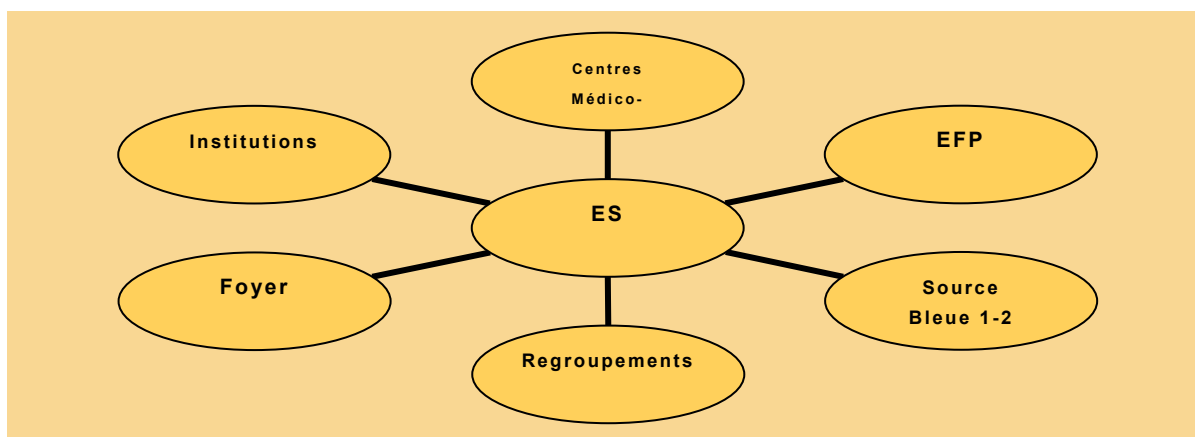 Centres
Médico-
Institutions
EFP
ES
Foyer
Source
Bleue 1-2
Regroupements